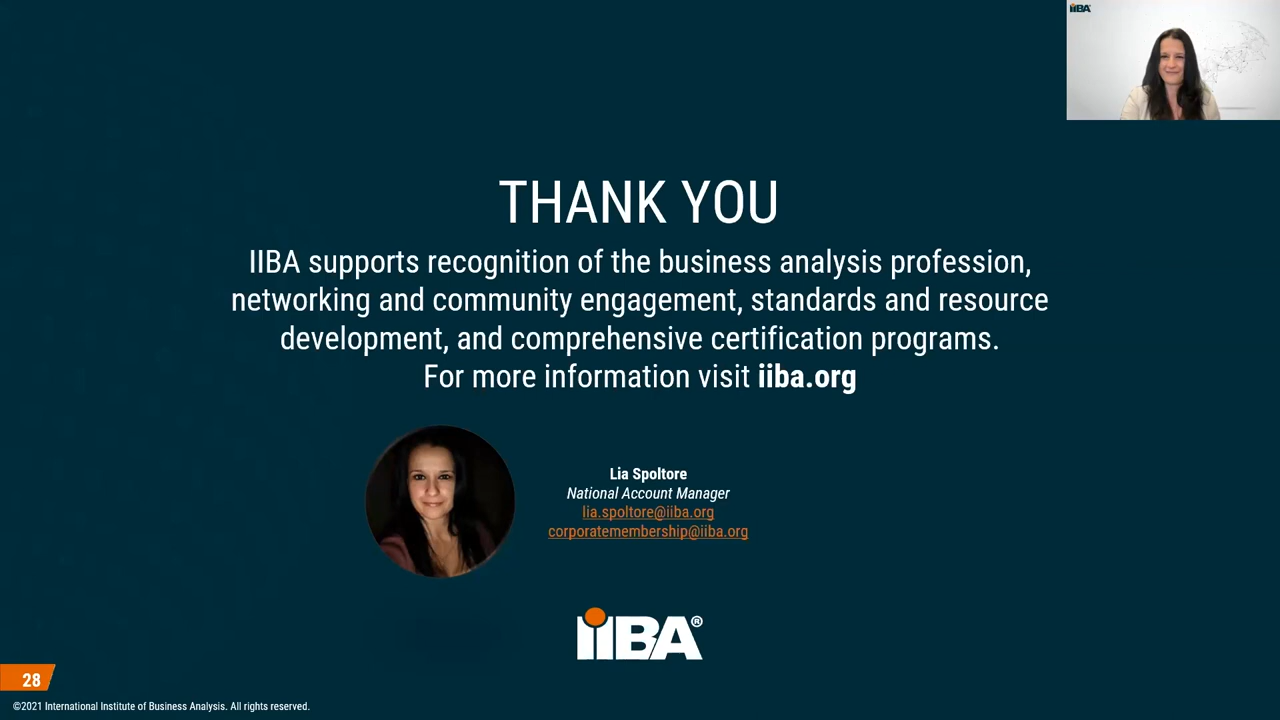 iiBA
THANK YOU
IIBA supports recognition of the business analysis profession,
networking and community engagement, standards and resource
development, and comprehensive certification programs.
For more information visit iiba.org
Lia Spoltore
National Account Manager
lia.spoltore@iiba.org
corporatemembership@iiba.org
iiBA®
28
©2021 International Institute of Business Analysis. All rights reserved.